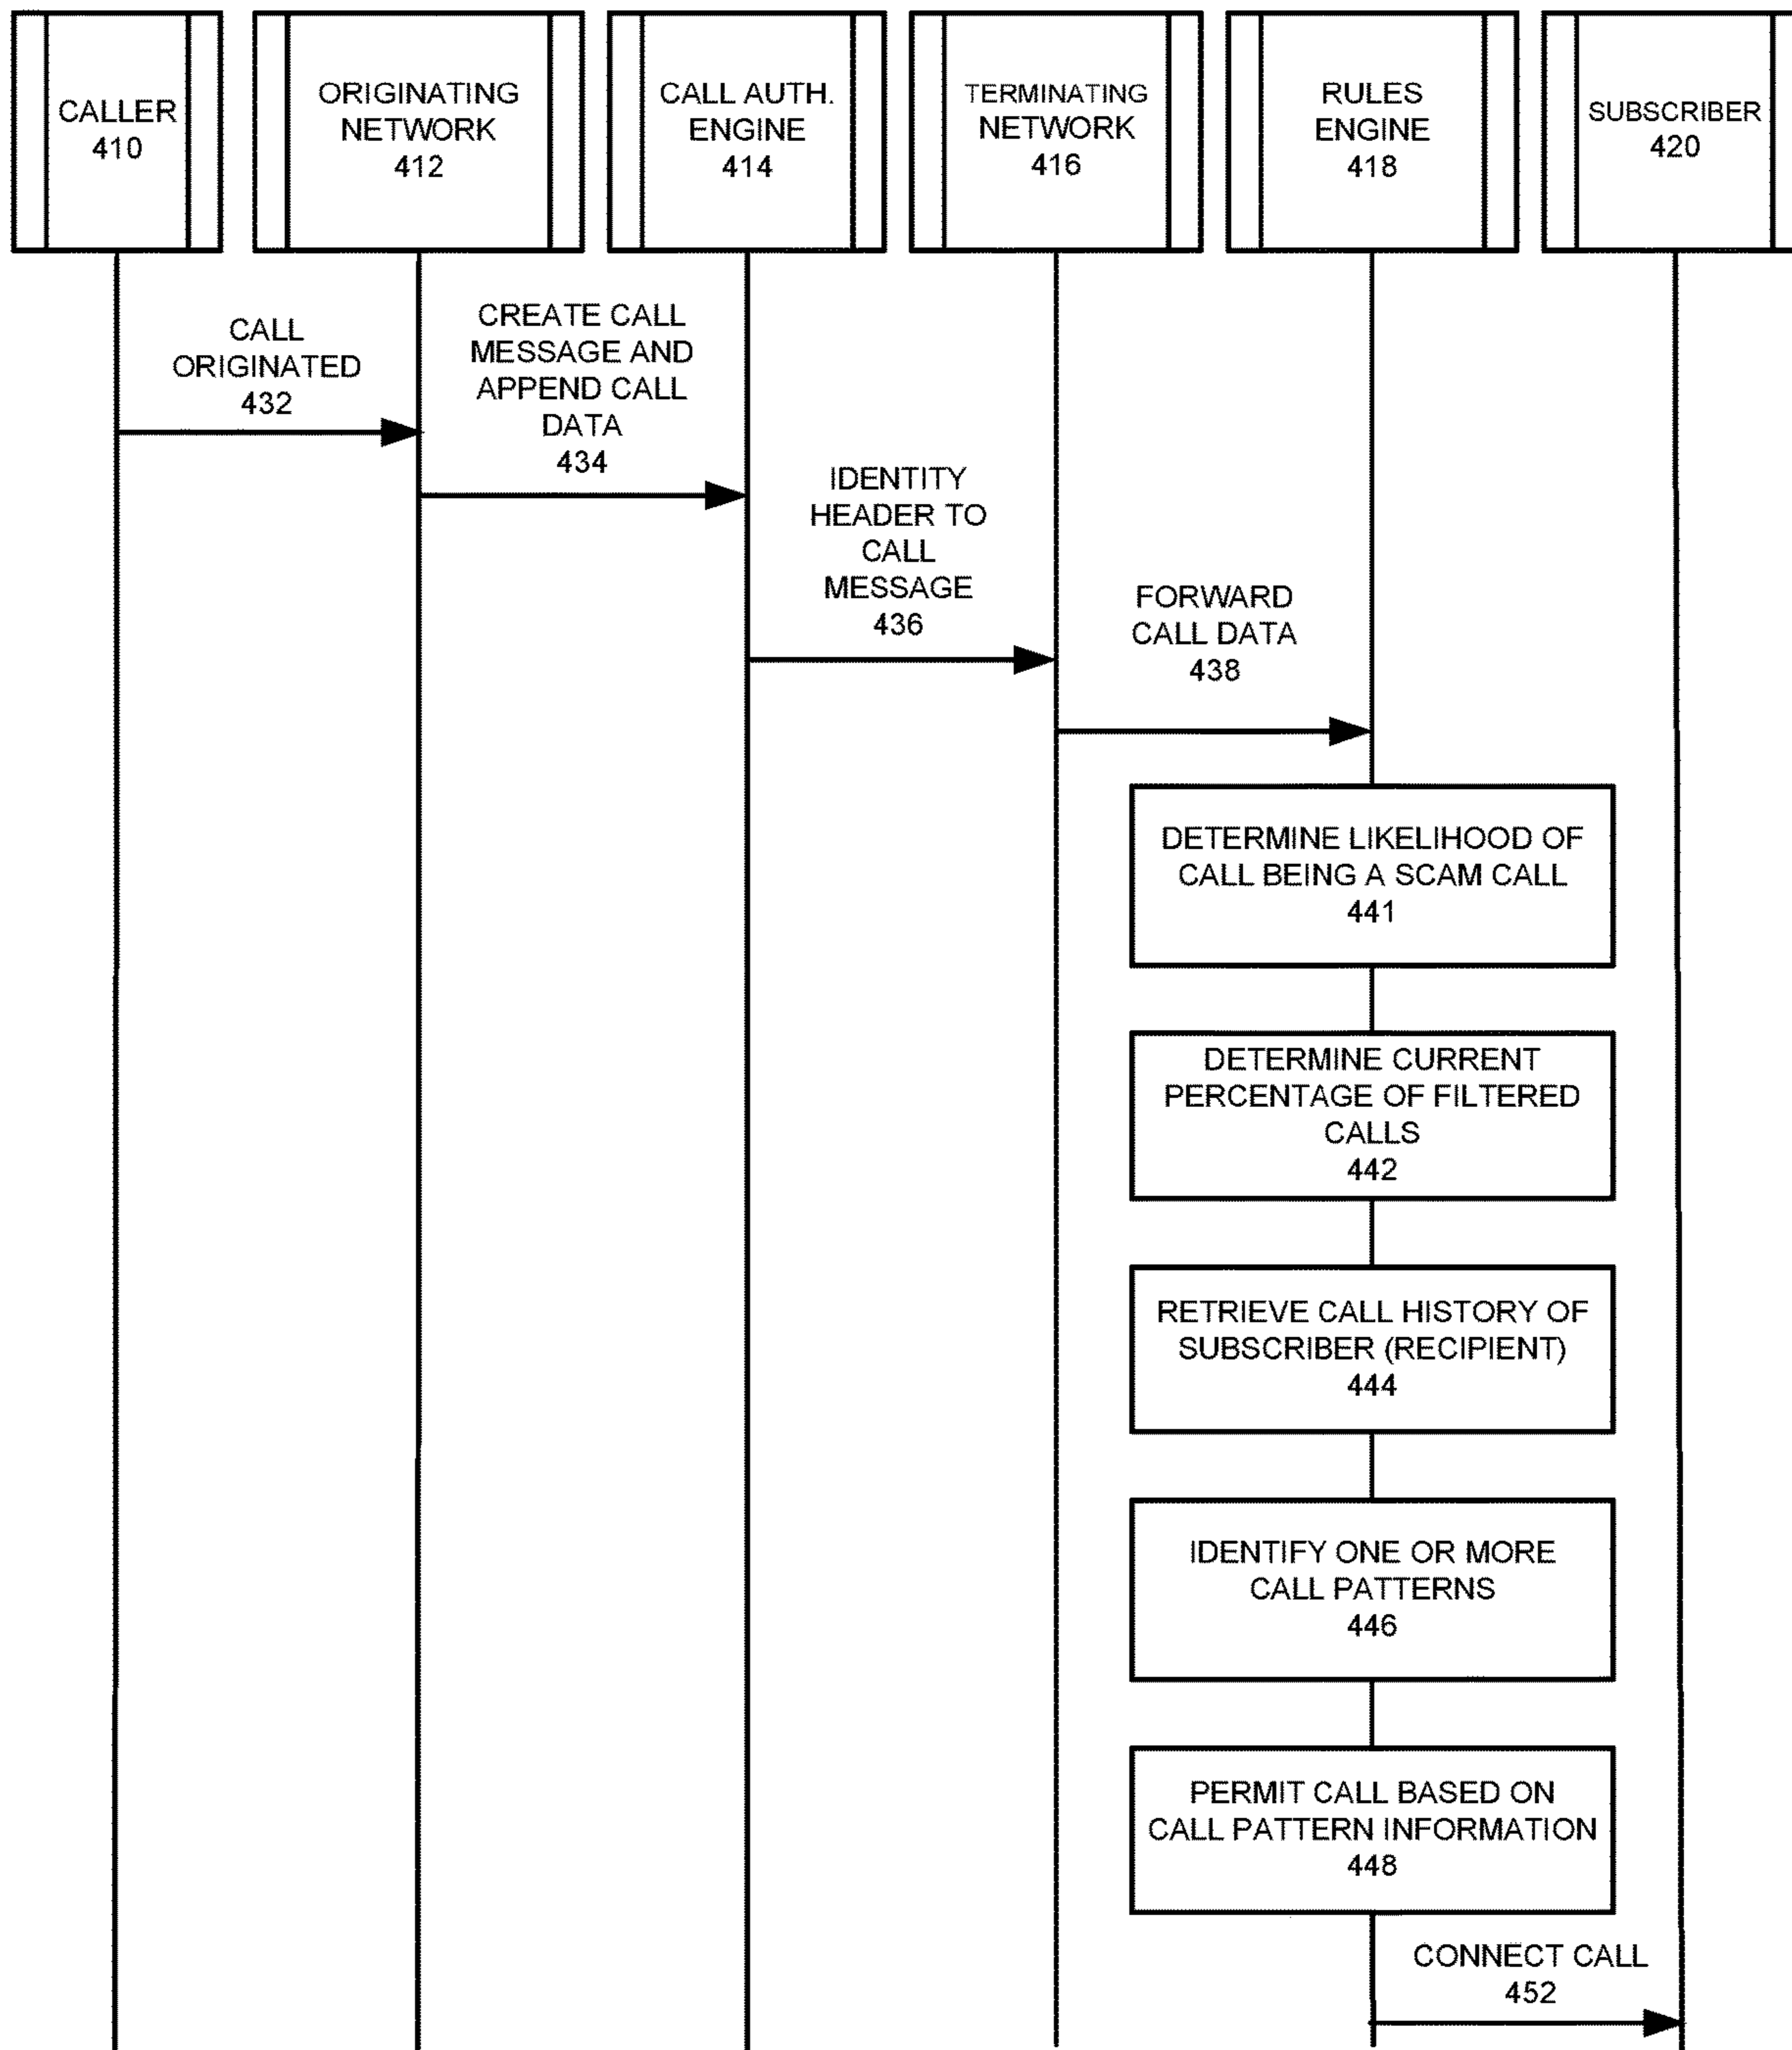 CALLER
410
ORIGINATING
NETWORK
412
CALL AUTH.
ENGINE
414
TERMINATING
NETWORK
416
RULES
ENGINE
418
SUBSCRIBER
420
CALL
ORIGINATED
432
CREATE CALL
MESSAGE AND
APPEND CALL
DATA
434
IDENTITY
HEADER TO
CALL
MESSAGE
436
FORWARD
CALL DATA
438
DETERMINE LIKELIHOOD OF
CALL BEING A SCAM CALL
441
DETERMINE CURRENT
PERCENTAGE OF FILTERED
CALLS
442
RETRIEVE CALL HISTORY OF
SUBSCRIBER (RECIPIENT)
444
IDENTIFY ONE OR MORE
CALL PATTERNS
446
PERMIT CALL BASED ON
CALL PATTERN INFORMATION
448
CONNECT CALL
452